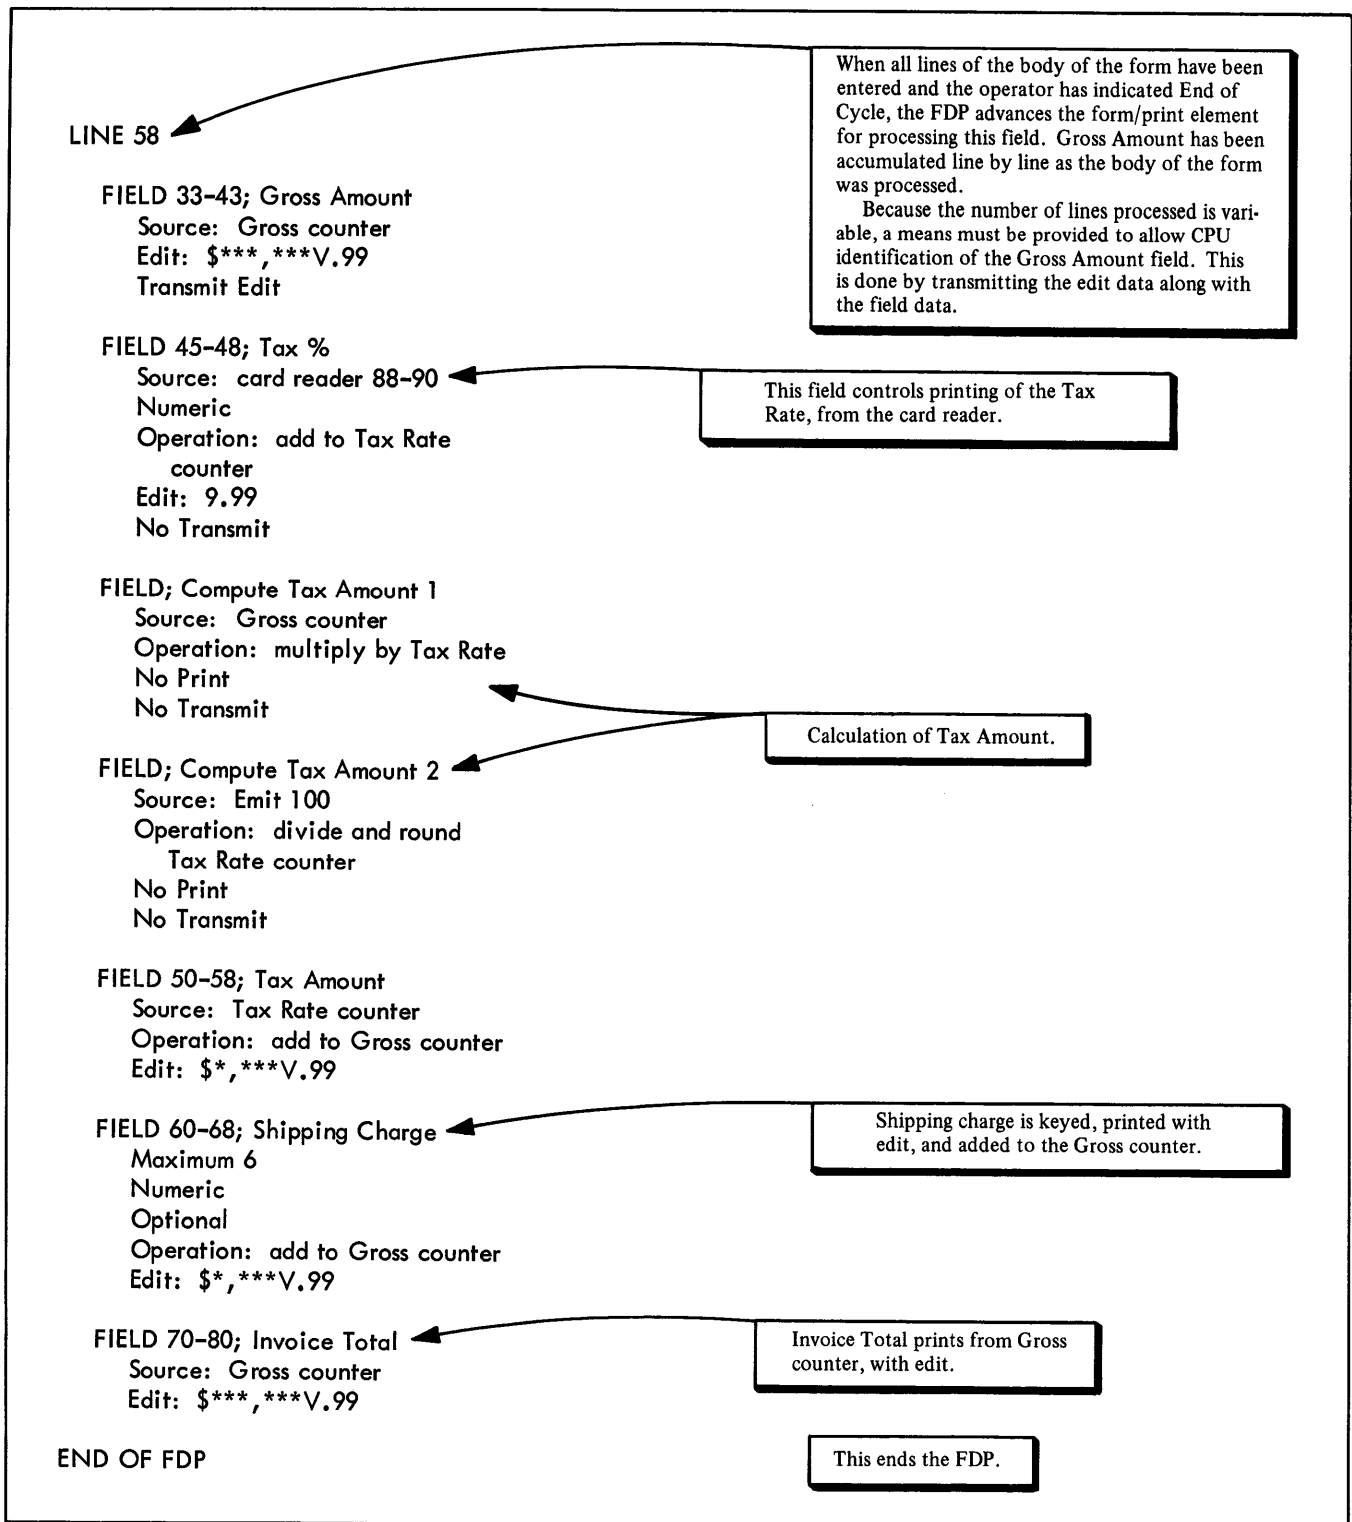 When all lines of the body of the form have been
entered and the operator has indicated End of
Cycle, the FDP advances the form/print element
for processing this field. Gross Amount has been
accumulated line by line as the body of the form
was processed.
Because the number of lines processed is vari-
able, a means must be provided to allow CPU
identification of the Gross Amount field. This
is done by transmitting the edit data along with
the field data.
LINE 58
FIELD 33-43; Gross Amount
Source: Gross counter
Edit: $***,***V.99
Transmit Edit
FIELD 45-48; Tax %
Source: card reader 88-90
Numeric
Operation: add to Tax Rate
counter
Edit: 9.99
No Transmit
This field controls printing of the Tax
Rate, from the card reader.
FIELD; Compute Tax Amount 1
Source: Gross counter
Operation: multiply by Tax Rate
No Print
No Transmit
Calculation of Tax Amount.
FIELD; Compute Tax Amount 2
Source: Emit 100
Operation: divide and round
Tax Rate counter
No Print
No Transmit
FIELD 50-58; Tax Amount
Source: Tax Rate counter
Operation: add to Gross counter
Edit: $*,***V.99
FIELD 60-68; Shipping Charge
Maximum 6
Numeric
Optional
Operation: add to Gross counter
Edit: $*,***V.99
Shipping charge is keyed, printed with
edit, and added to the Gross counter.
FIELD 70-80; Invoice Total
Source: Gross counter
Edit: $***,***V.99
Invoice Total prints from Gross
counter, with edit.
END OF FDP
This ends the FDP.